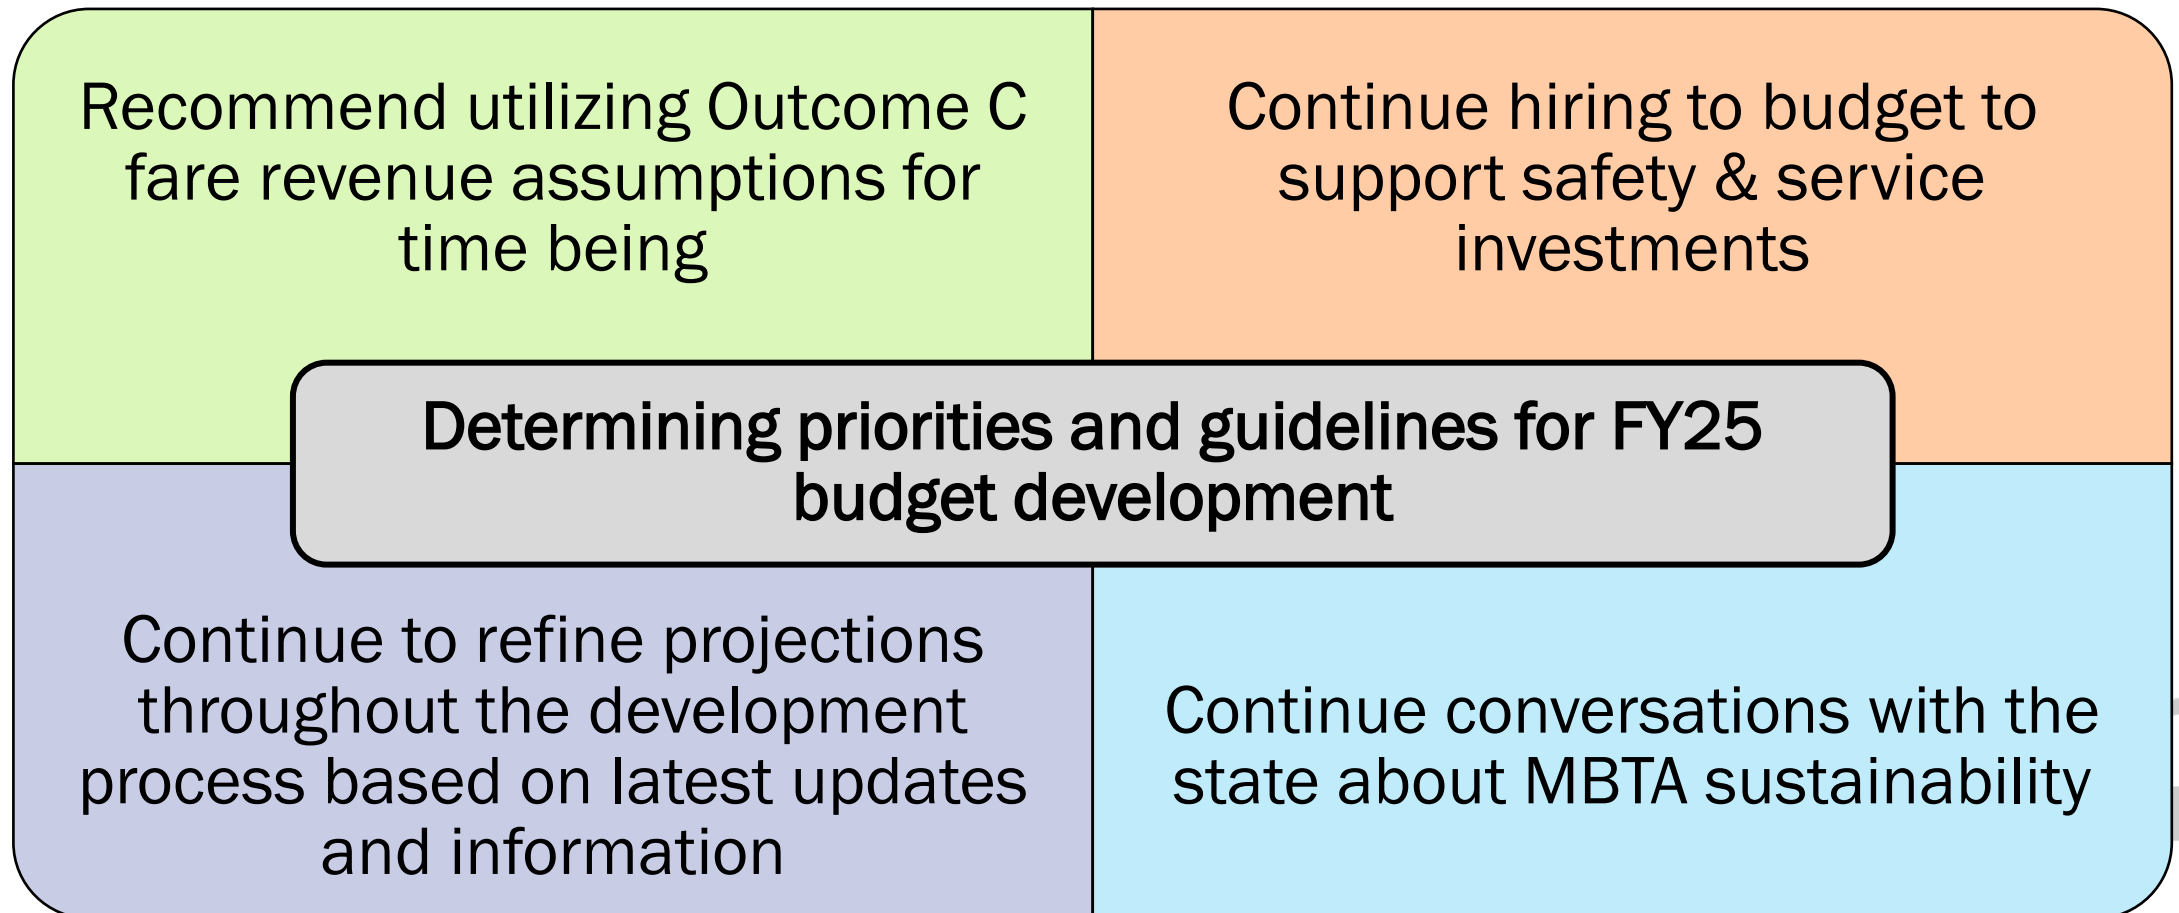 Recommend utilizing Outcome C
fare revenue assumptions for
time being
Continue hiring to budget to
support safety & service
investments
Determining priorities and guidelines for FY25
budget development
Continue to refine projections
throughout the development
process based on latest updates
and information
Continue conversations with the
state about MBTA sustainability